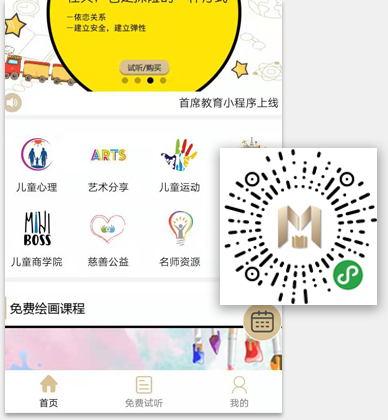 一依恋关系
一建立安全，建立弹性
试听/购买
首席教育小程序上线
ARTS
儿童心理
艺术分享
儿童运动
MINI
BOSS
儿童商学院
慈善公益
名师资源
免费绘画课程
首页
免费试听
我的